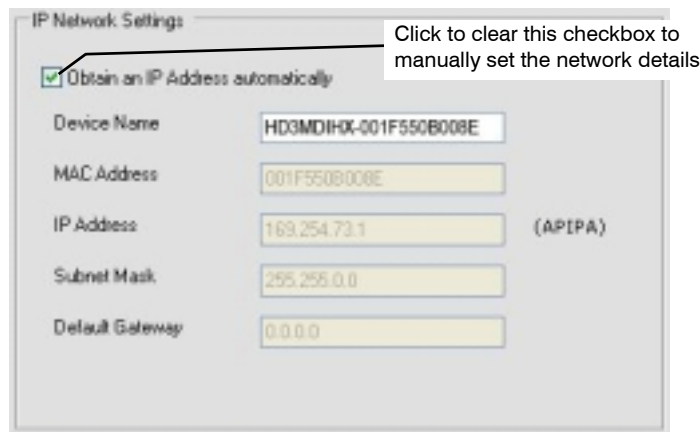 IP Network Settings
Click to clear this checkbox to
manually set the network details
Obtain an IP Address automatically
Device Name HD3MDIHX-001F550B008E
MAC Address 001F550B008E
IP Address 169.254.73.1 (APIPA)
Subnet Mask 255.255.0.0
Default Gateway 0.0.0.0